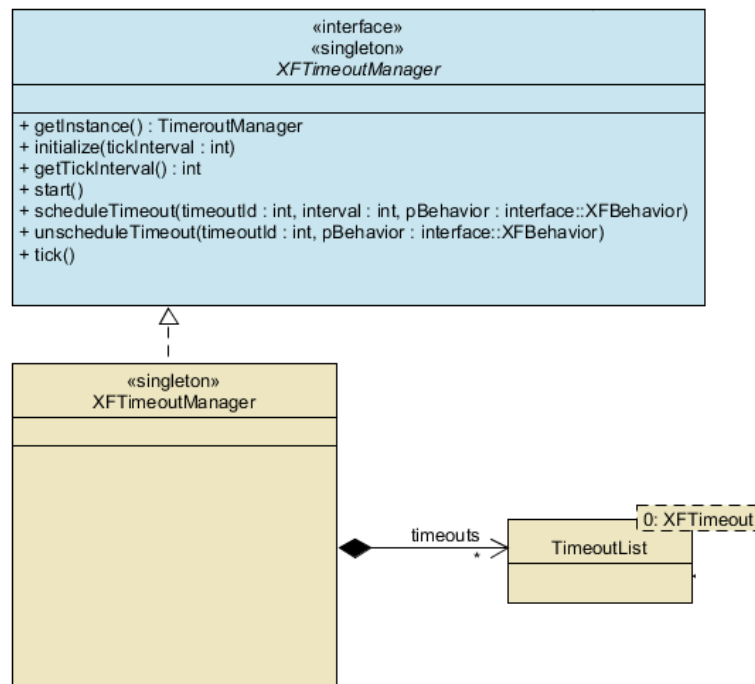 «interface»
«singleton»
XFTimeoutManager
+ getInstance() : TimeroutManager
+ initialize(tickInterval : int)
+ getTickInterval() : int
+ start()
+ scheduleTimeout(timeoutId : int, interval : int, pBehavior : interface::XFBehavior)
+ unscheduleTimeout(timeoutId : int, pBehavior : interface::XFBehavior)
+ tick()
«singleton»
XFTimeoutManager
0: XFTimeout
timeouts
*
TimeoutList